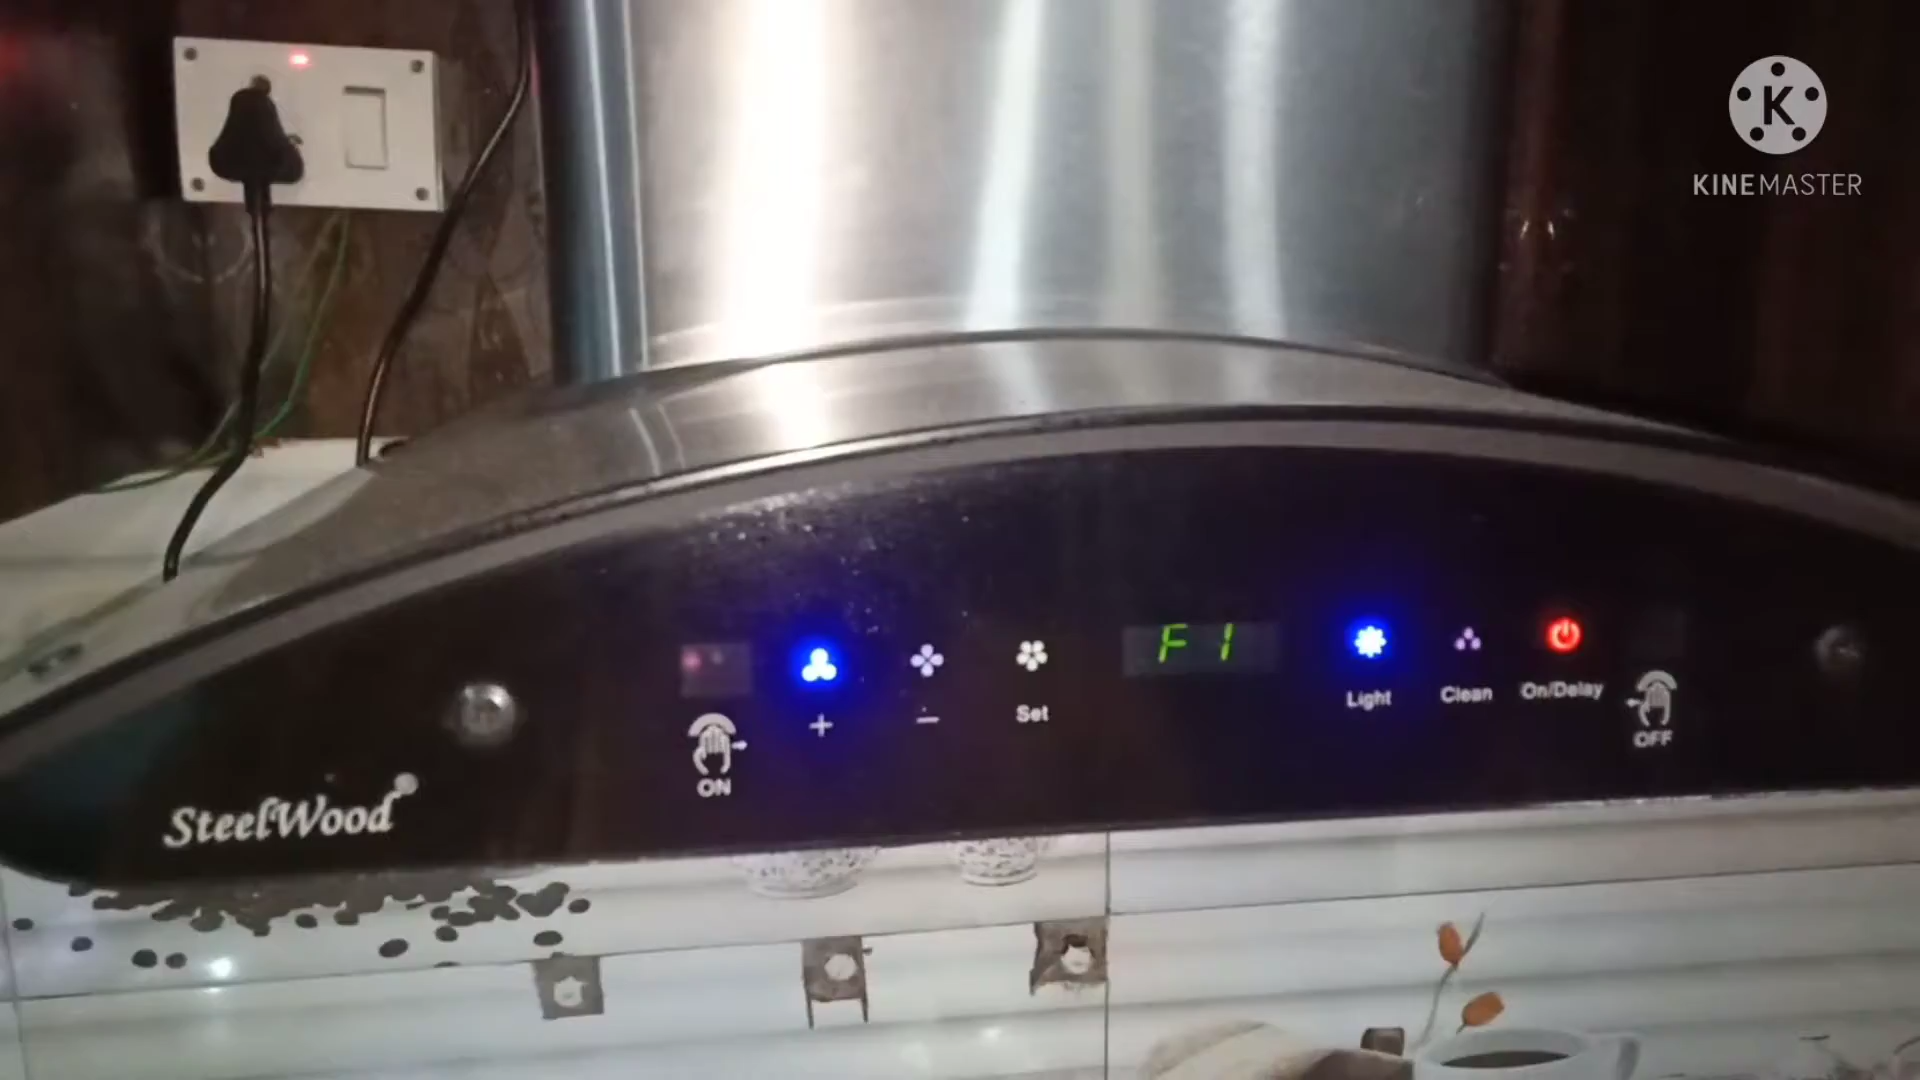 K
KINEMASTER
F1
+
-
Set
Light
Clean
On/Delay
OFF
ON
SteelWood